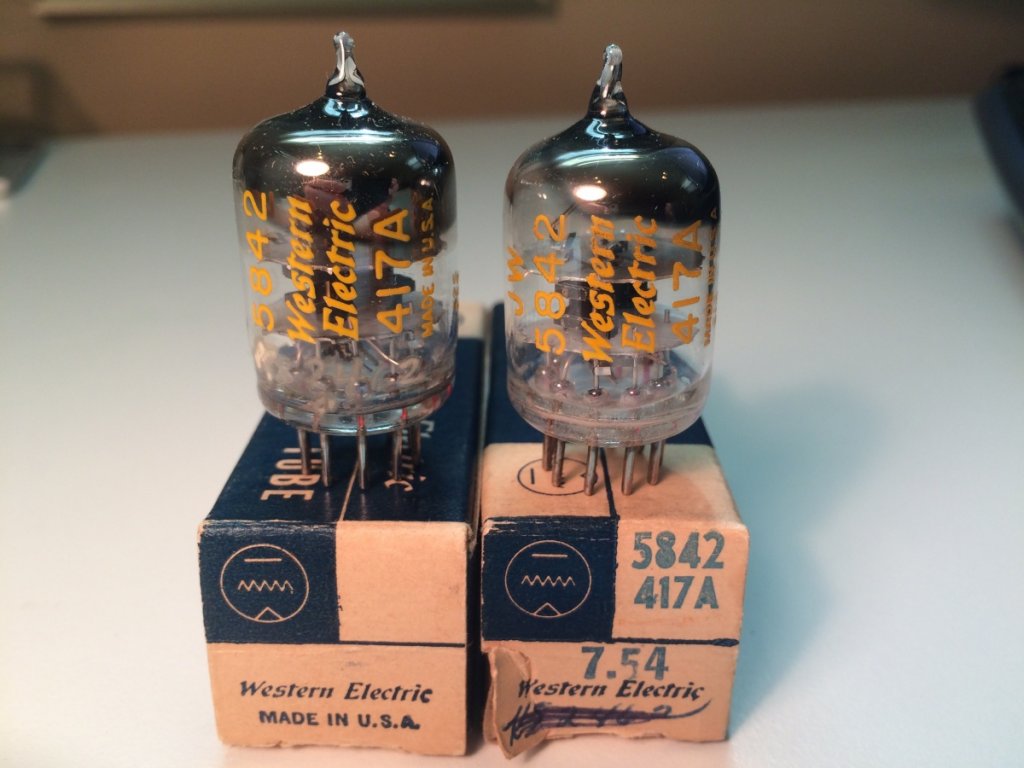 5842
Western
Electric
417A
MADE IN U.S.A
JW
5842
Western
Electric
417A
TUBE
5842
417A
7.54
Western Electric
MADE IN U.S.A.
Western Electric